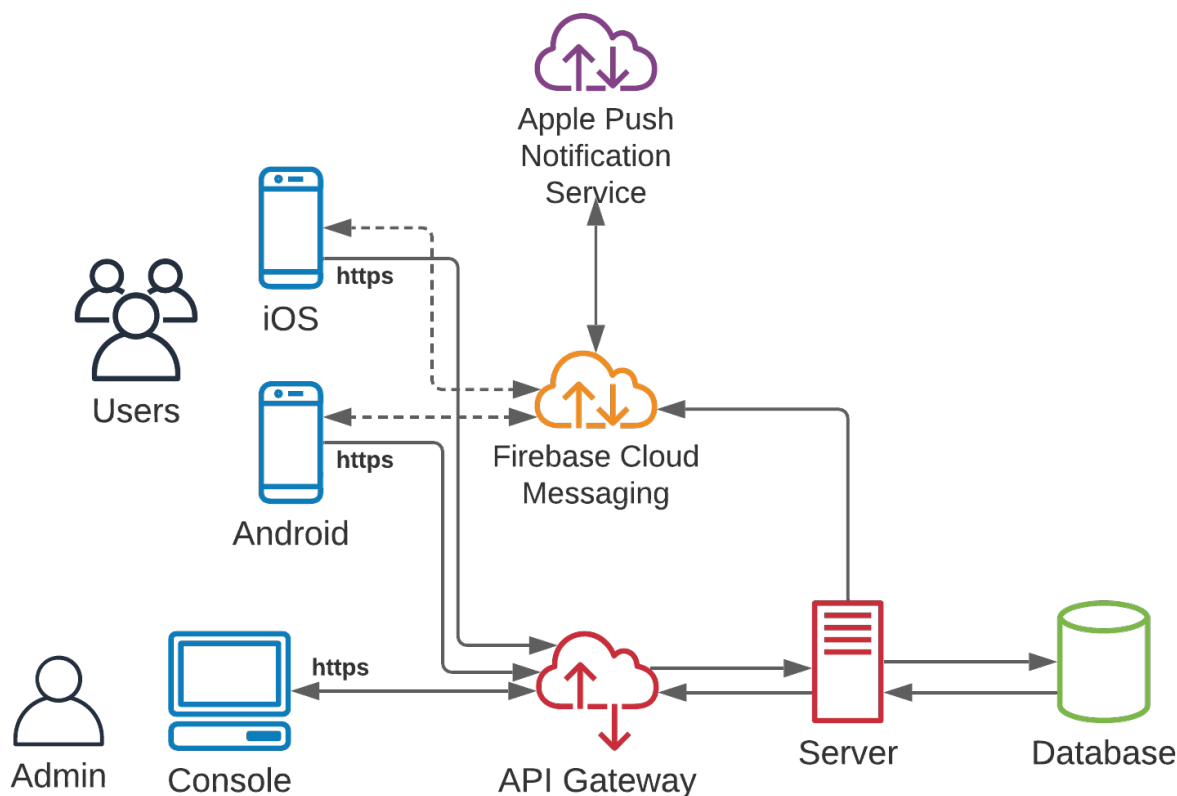 Apple Push
Notification
Service
https
iOS
Users
https
Firebase Cloud
Messaging
Android
https
Admin
Console
API Gateway
Server
Database